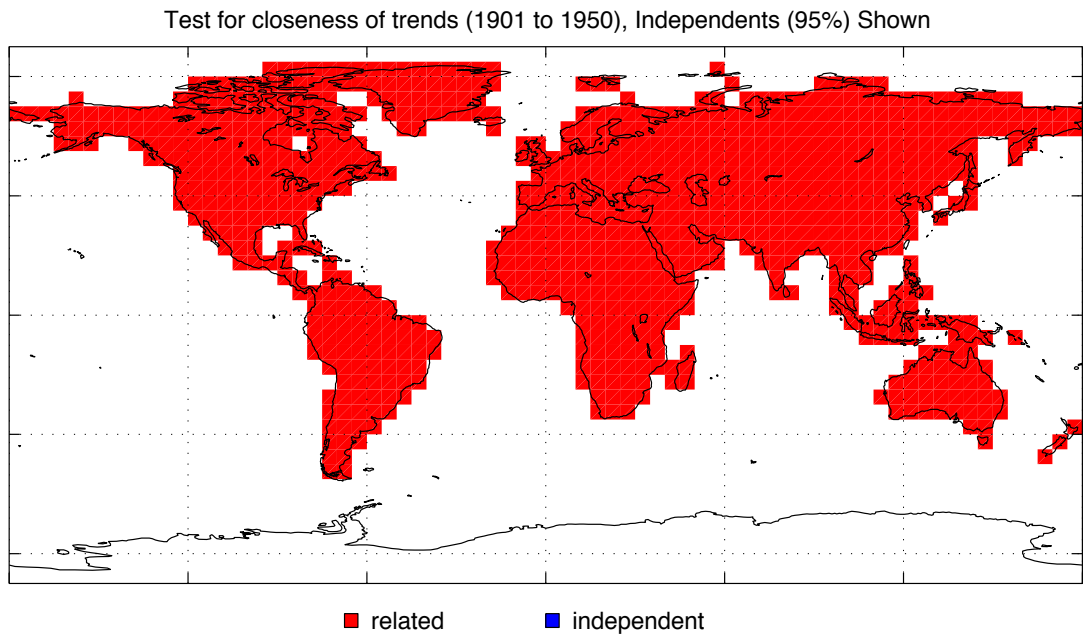 Test for closeness of trends (1901 to 1950), Independents (95%) Shown
related
independent